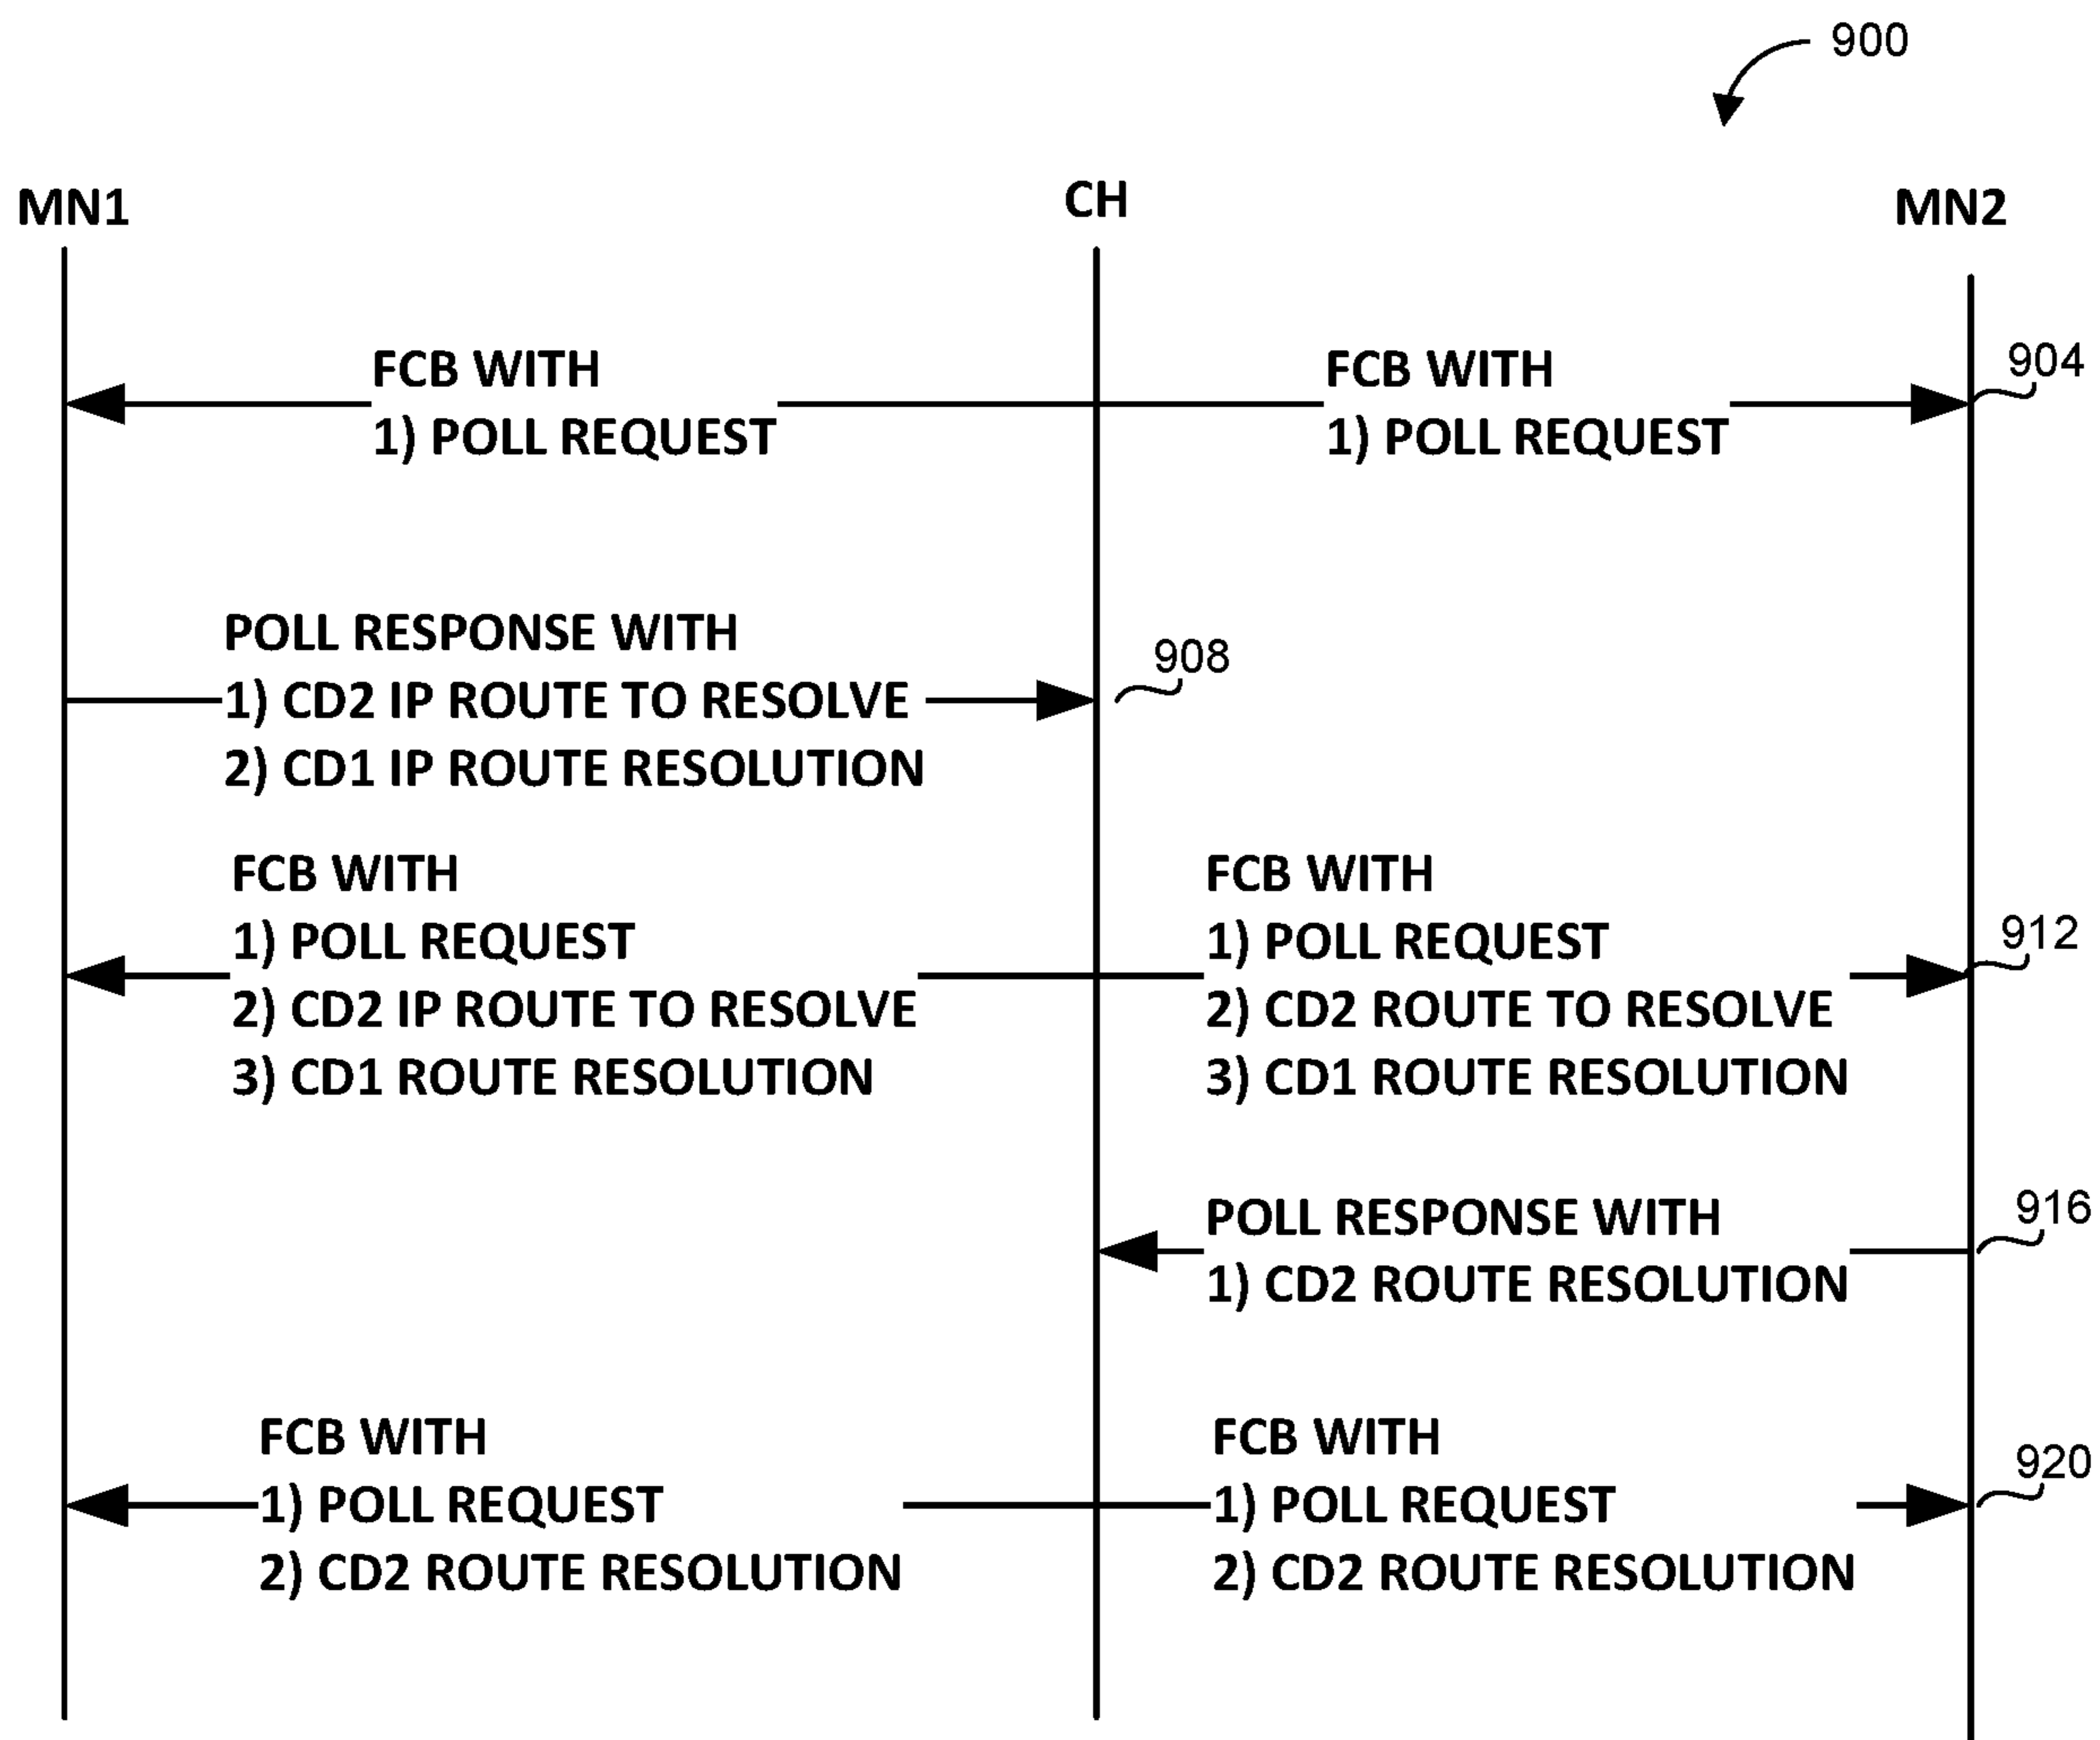 900
MN1
CH
MN2
FCB WITH
1) POLL REQUEST
FCB WITH
1) POLL REQUEST
904
POLL RESPONSE WITH
1) CD2 IP ROUTE TO RESOLVE
2) CD1 IP ROUTE RESOLUTION
908
FCB WITH
1) POLL REQUEST
2) CD2 IP ROUTE TO RESOLVE
3) CD1 ROUTE RESOLUTION
FCB WITH
1) POLL REQUEST
2) CD2 ROUTE TO RESOLVE
3) CD1 ROUTE RESOLUTION
912
POLL RESPONSE WITH
1) CD2 ROUTE RESOLUTION
916
FCB WITH
1) POLL REQUEST
2) CD2 ROUTE RESOLUTION
FCB WITH
1) POLL REQUEST
2) CD2 ROUTE RESOLUTION
920